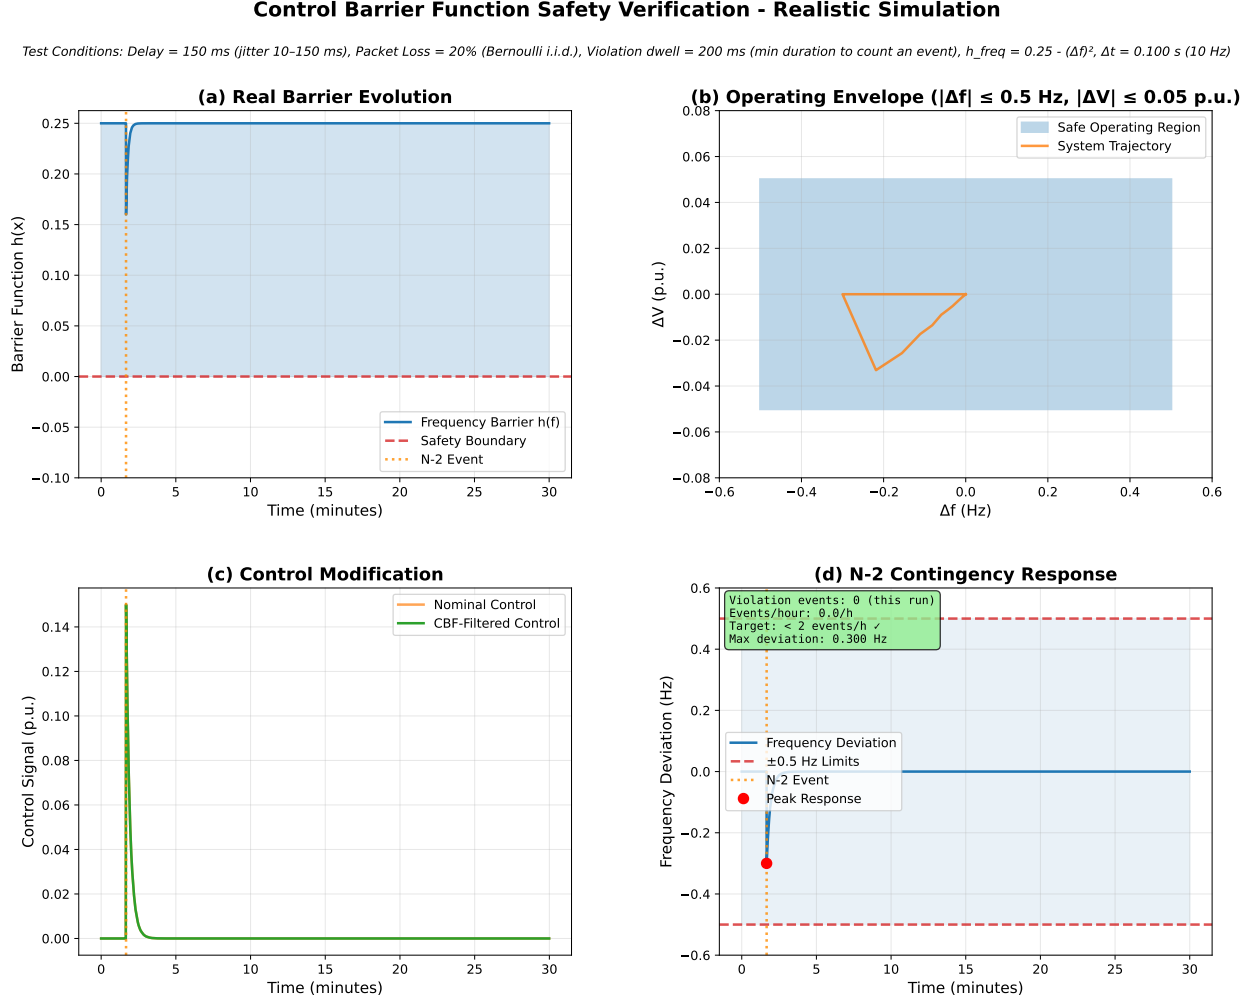 Control Barrier Function Safety Verification - Realistic Simulation
Test Conditions: Delay = 150 ms (jitter 10–150 ms), Packet Loss = 20% (Bernoulli i.i.d.), Violation dwell = 200 ms (min duration to count an event), h_freq = 0.25 - (Δf)², Δt = 0.100 s (10 Hz)
(a) Real Barrier Evolution
Barrier Function h(x)
0.25
0.20
0.15
0.10
0.05
0.00
−0.05
−0.10
Frequency Barrier h(f)
Safety Boundary
N-2 Event
0 5 10 15 20 25 30
Time (minutes)
(b) Operating Envelope (|Δf| ≤ 0.5 Hz, |ΔV| ≤ 0.05 p.u.)
ΔV (p.u.)
0.08
0.06
0.04
0.02
0.00
−0.02
−0.04
−0.06
−0.08
Safe Operating Region
System Trajectory
−0.6 −0.4 −0.2 0.0 0.2 0.4 0.6
Δf (Hz)
(c) Control Modification
Control Signal (p.u.)
0.14
0.12
0.10
0.08
0.06
0.04
0.02
0.00
Nominal Control
CBF-Filtered Control
0 5 10 15 20 25 30
Time (minutes)
(d) N-2 Contingency Response
Frequency Deviation (Hz)
0.6
0.4
0.2
0.0
−0.2
−0.4
−0.6
Violation events: 0 (this run)
Events/hour: 0.0/h
Target: < 2 events/h ✓
Max deviation: 0.300 Hz
Frequency Deviation
±0.5 Hz Limits
N-2 Event
Peak Response
0 5 10 15 20 25 30
Time (minutes)